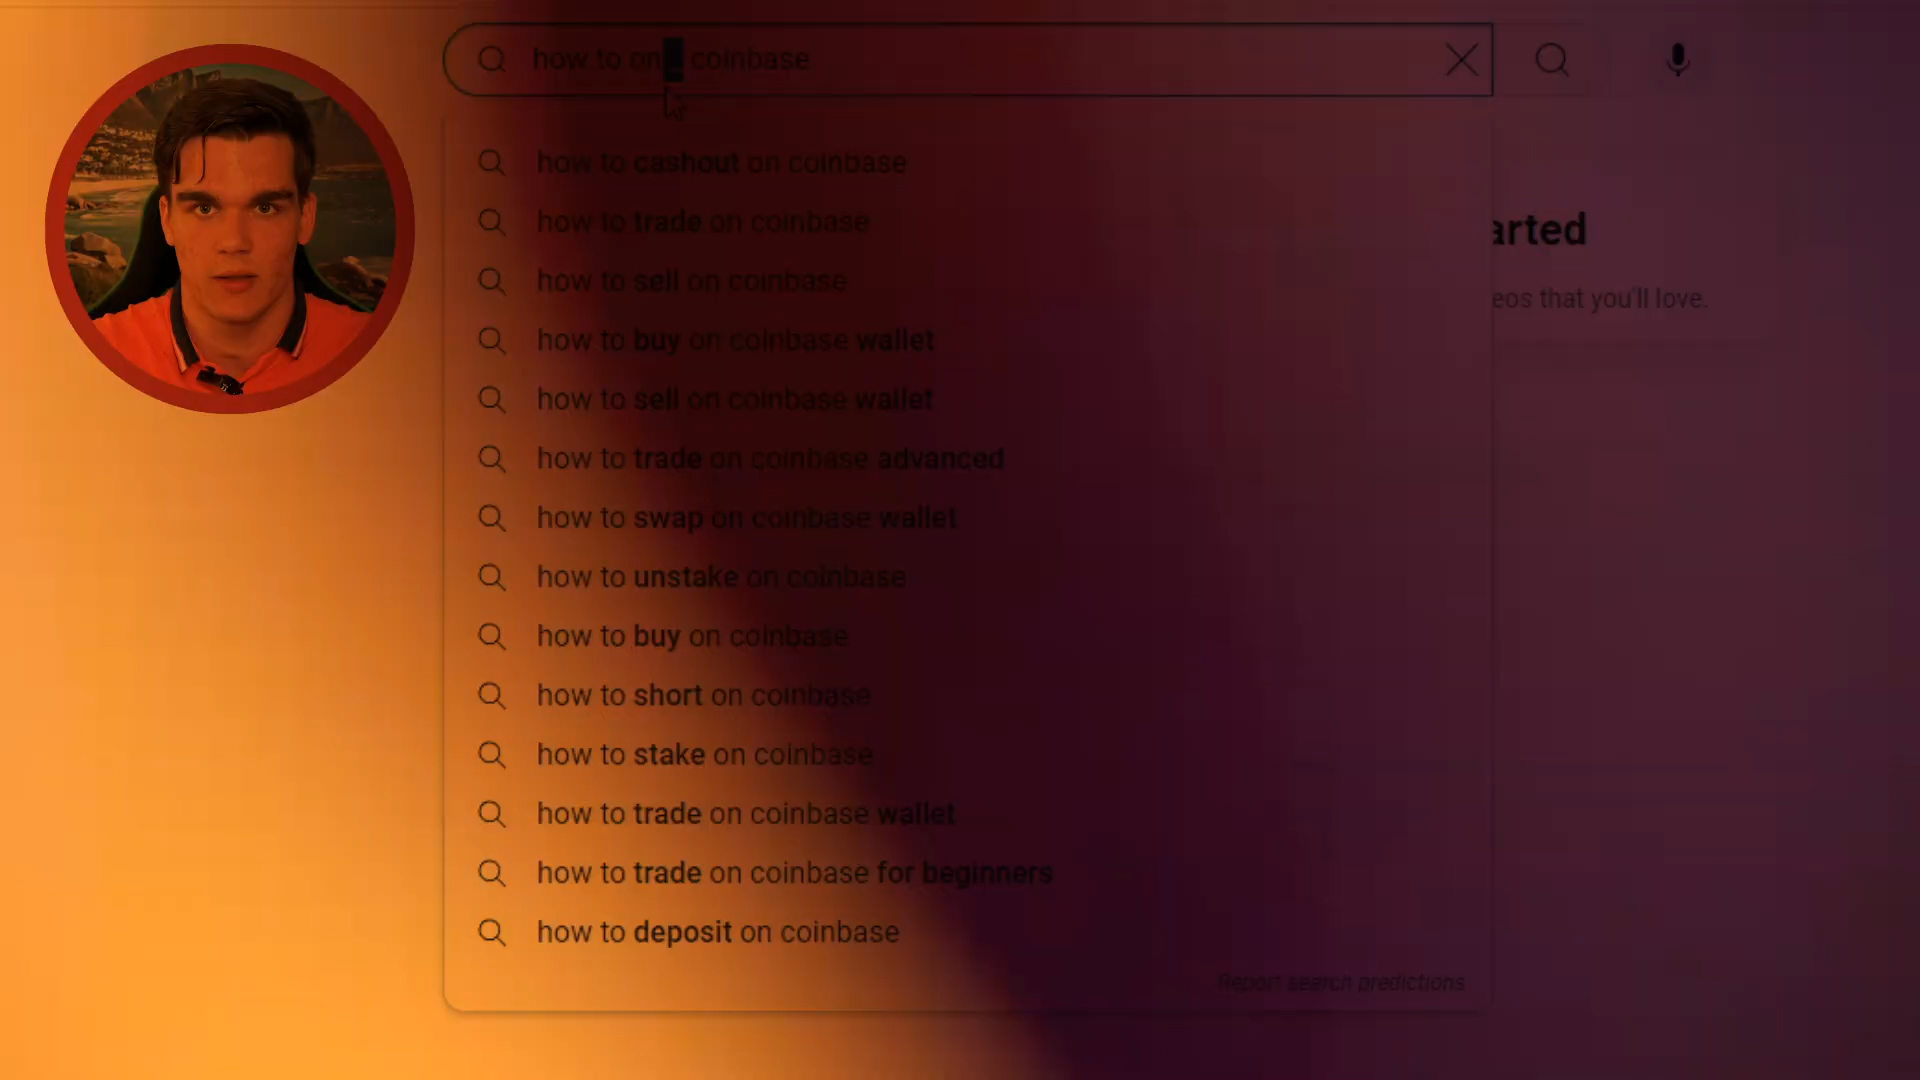 how to on coinbase
how to cashout on coinbase
how to trade on coinbase
how to sell on coinbase
how to buy on coinbase wallet
how to sell on coinbase wallet
how to trade on coinbase advanced
how to swap on coinbase wallet
how to unstake on coinbase
how to buy on coinbase
how to short on coinbase
how to stake on coinbase
how to trade on coinbase wallet
how to trade on coinbase for beginners
how to deposit on coinbase
Report search predictions
arted
eos that you'll love.